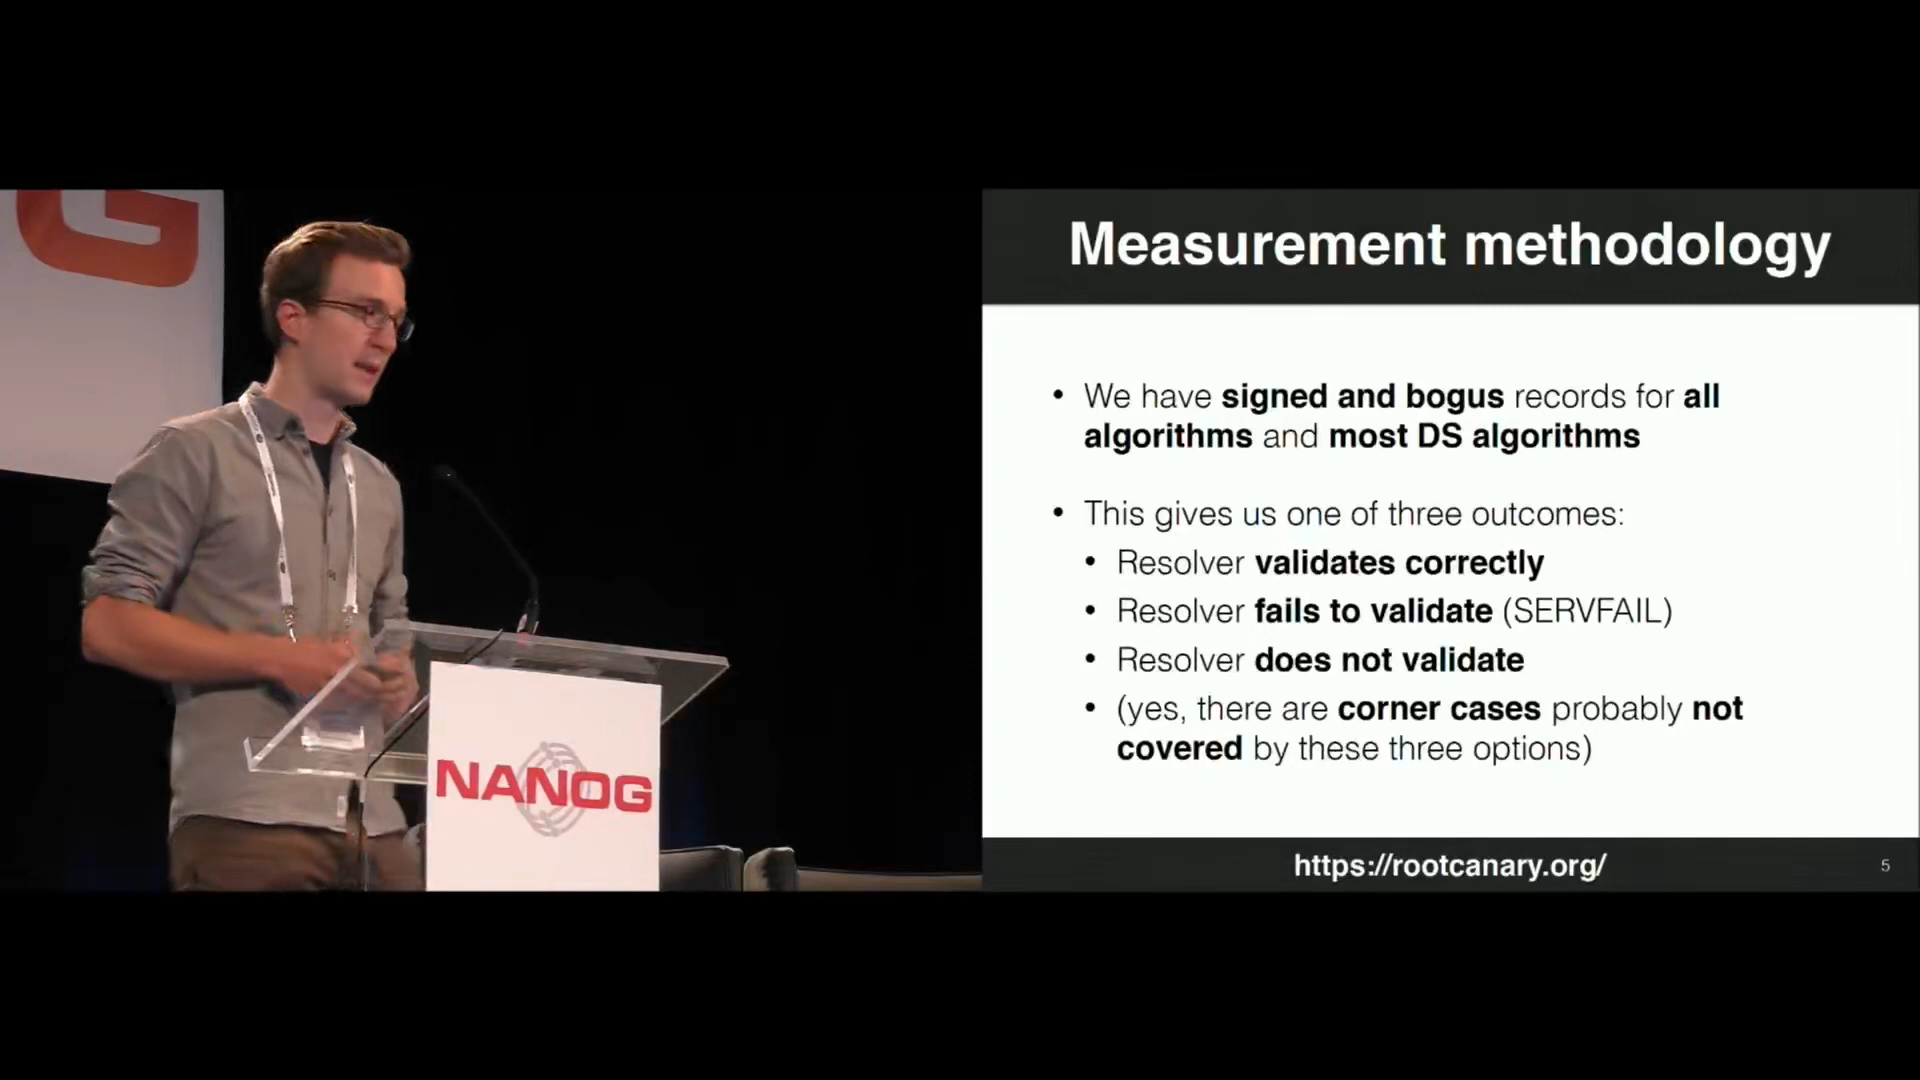 G
NANOG
Measurement methodology
• We have signed and bogus records for all
algorithms and most DS algorithms
• This gives us one of three outcomes:
• Resolver validates correctly
• Resolver fails to validate (SERVFAIL)
• Resolver does not validate
• (yes, there are corner cases probably not
covered by these three options)
https://rootcanary.org/
5